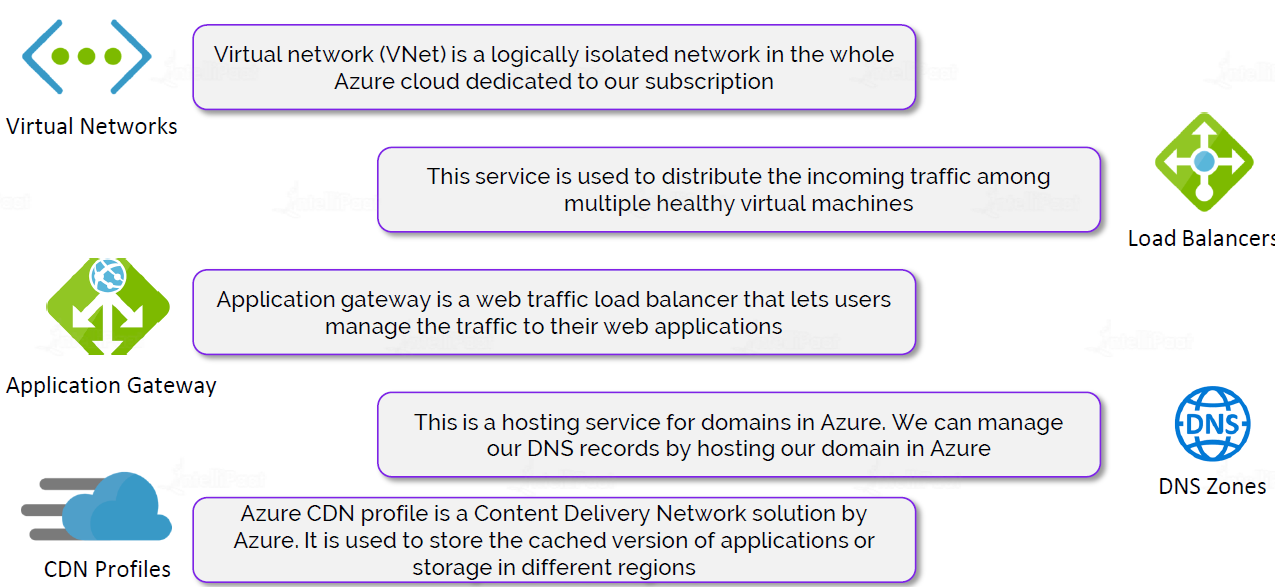 Virtual network (VNet) is a logically isolated network in the whole
Azure cloud dedicated to our subscription
Virtual Networks
This service is used to distribute the incoming traffic among
multiple healthy virtual machines
Load Balancers
Application gateway is a web traffic load balancer that lets users
manage the traffic to their web applications
Application Gateway
This is a hosting service for domains in Azure. We can manage
our DNS records by hosting our domain in Azure
DNS
DNS Zones
Azure CDN profile is a Content Delivery Network solution by
Azure. It is used to store the cached version of applications or
storage in different regions
CDN Profiles